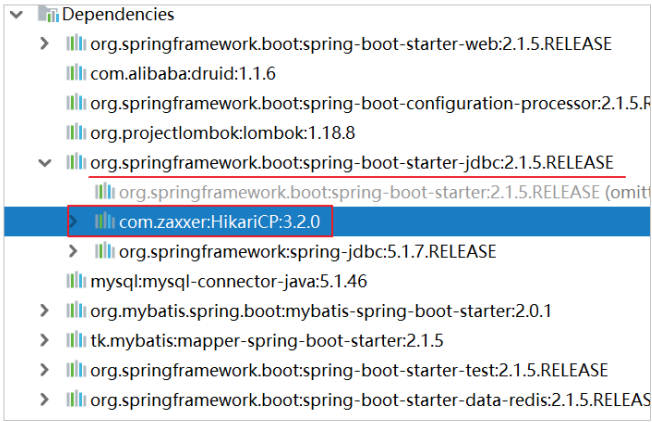 Dependencies
org.springframework.boot:spring-boot-starter-web:2.1.5.RELEASE
com.alibaba:druid:1.1.6
org.springframework.boot:spring-boot-configuration-processor:2.1.5.R
org.projectlombok:lombok:1.18.8
org.springframework.boot:spring-boot-starter-jdbc:2.1.5.RELEASE
org.springframework.boot:spring-boot-starter:2.1.5.RELEASE (omitt
com.zaxxer:HikariCP:3.2.0
org.springframework:spring-jdbc:5.1.7.RELEASE
mysql:mysql-connector-java:5.1.46
org.mybatis.spring.boot:mybatis-spring-boot-starter:2.0.1
tk.mybatis:mapper-spring-boot-starter:2.1.5
org.springframework.boot:spring-boot-starter-test:2.1.5.RELEASE
org.springframework.boot:spring-boot-starter-data-redis:2.1.5.RELEAS